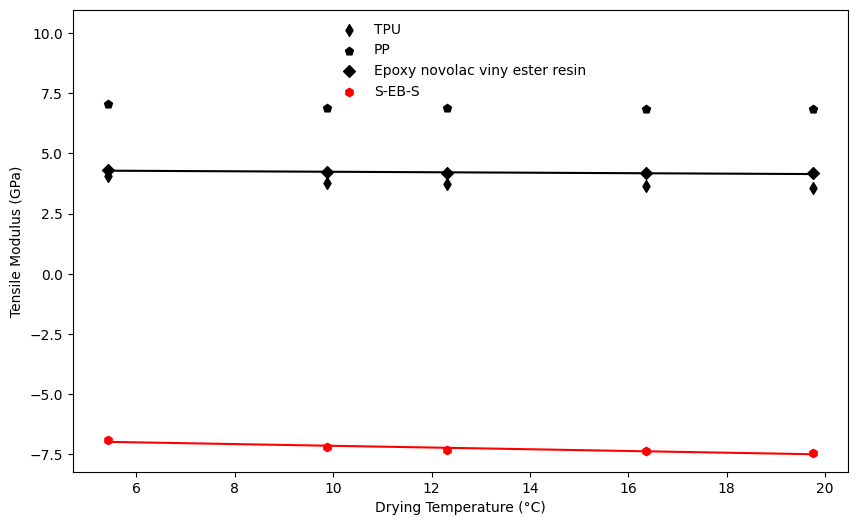 TPU
PP
Epoxy novolac viny ester resin
S-EB-S
10.0
7.5
5.0
2.5
0.0
−2.5
−5.0
−7.5
Tensile Modulus (GPa)
6 8 10 12 14 16 18 20
Drying Temperature (°C)